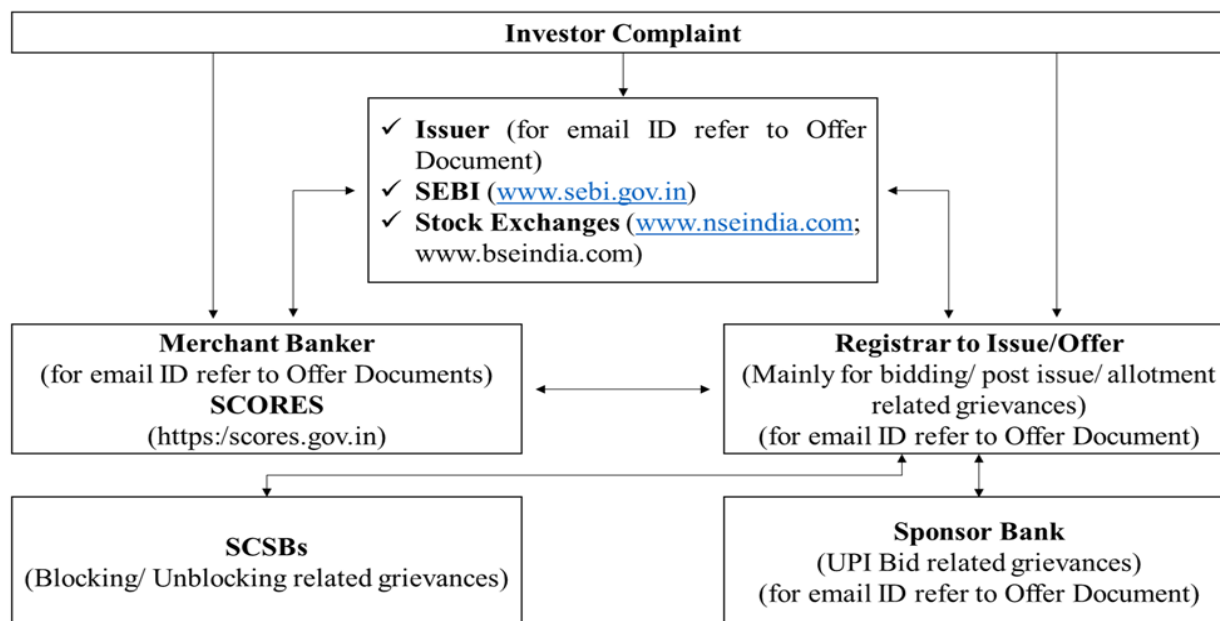 Investor Complaint
✓ Issuer (for email ID refer to Offer
Document)
✓ SEBI (www.sebi.gov.in)
✓ Stock Exchanges (www.nseindia.com;
www.bseindia.com)
Merchant Banker
(for email ID refer to Offer Documents)
SCORES
(https:/scores.gov.in)
Registrar to Issue/Offer
(Mainly for bidding/ post issue/ allotment
related grievances)
(for email ID refer to Offer Document)
SCSBs
(Blocking/ Unblocking related grievances)
Sponsor Bank
(UPI Bid related grievances)
(for email ID refer to Offer Document)